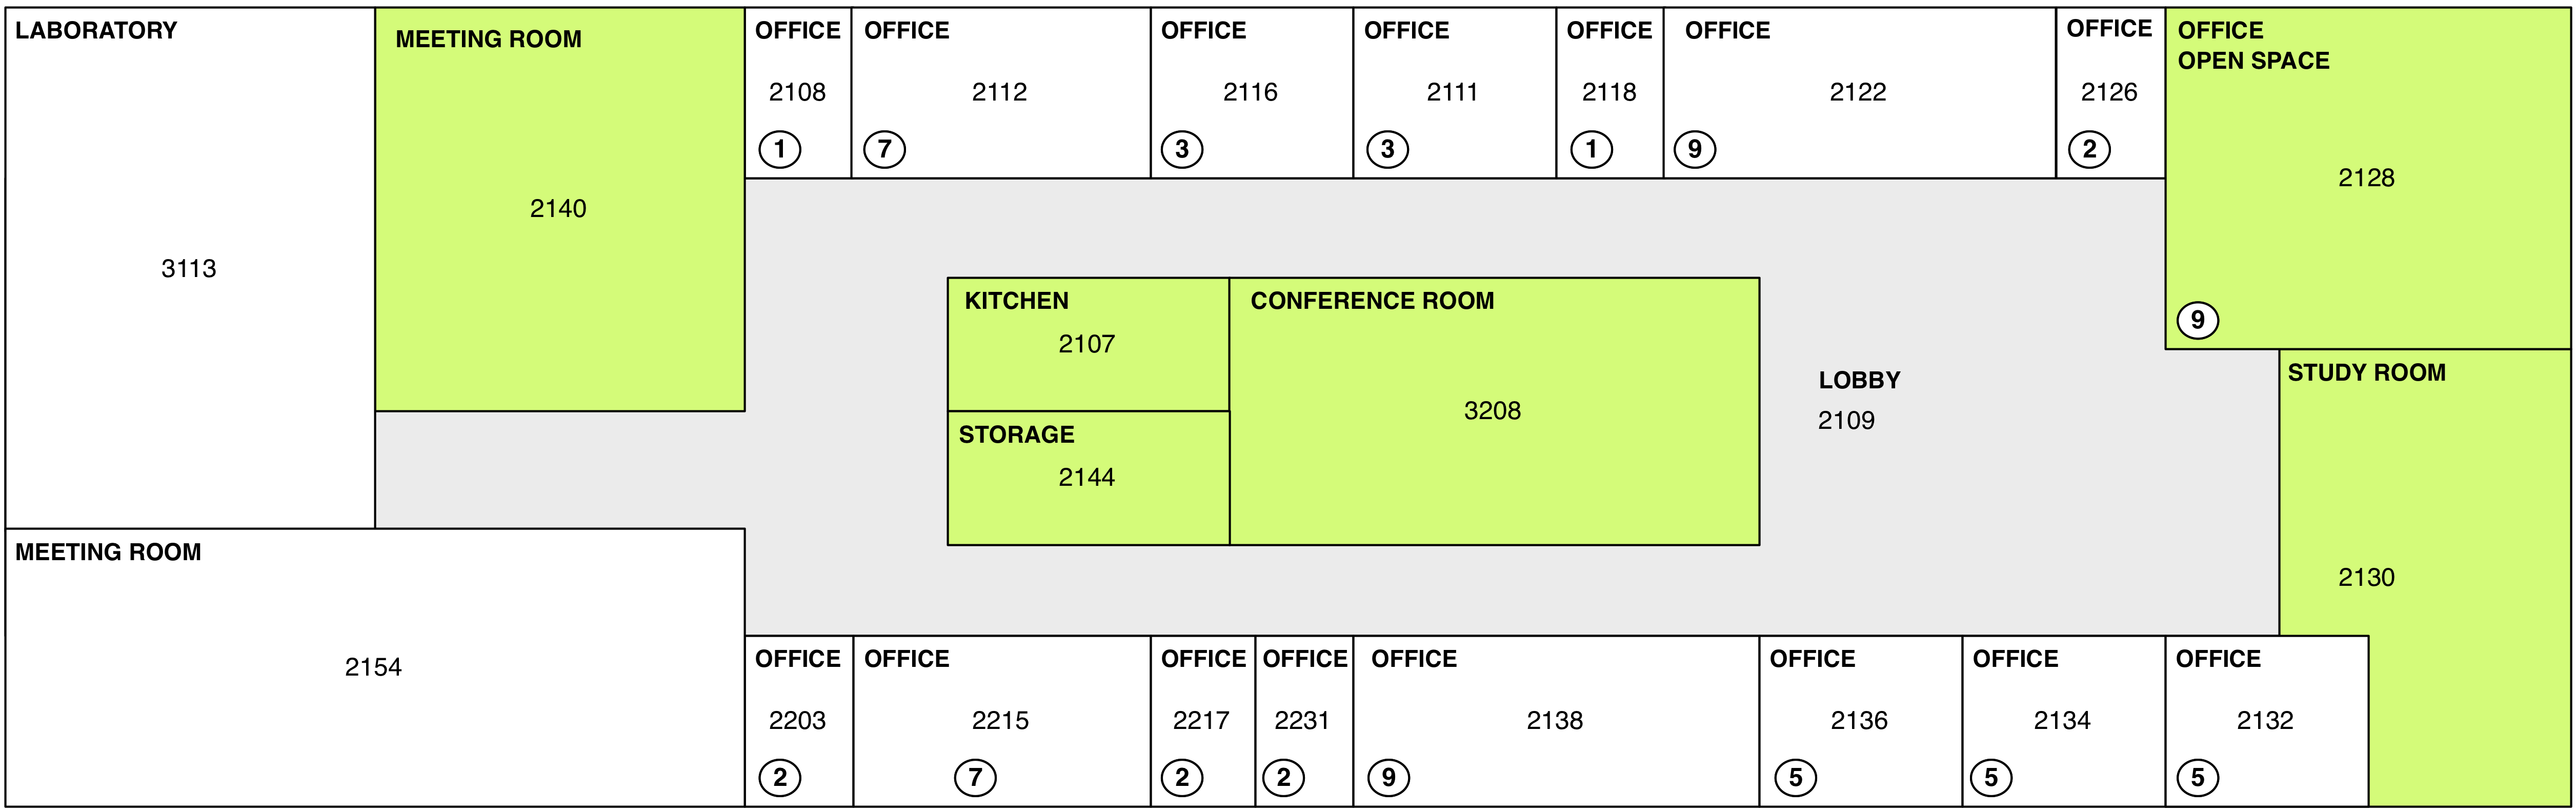 LABORATORY
3113
MEETING ROOM
2140
OFFICE
2108
1
OFFICE
2112
7
OFFICE
2116
3
OFFICE
2111
3
OFFICE
2118
1
OFFICE
2122
9
OFFICE
2126
2
OFFICE
OPEN SPACE
2128
9
KITCHEN
2107
STORAGE
2144
CONFERENCE ROOM
3208
LOBBY
2109
STUDY ROOM
2130
MEETING ROOM
2154
OFFICE
2203
2
OFFICE
2215
7
OFFICE
2217
2
OFFICE
2231
2
OFFICE
2138
9
OFFICE
2136
5
OFFICE
2134
5
OFFICE
2132
5